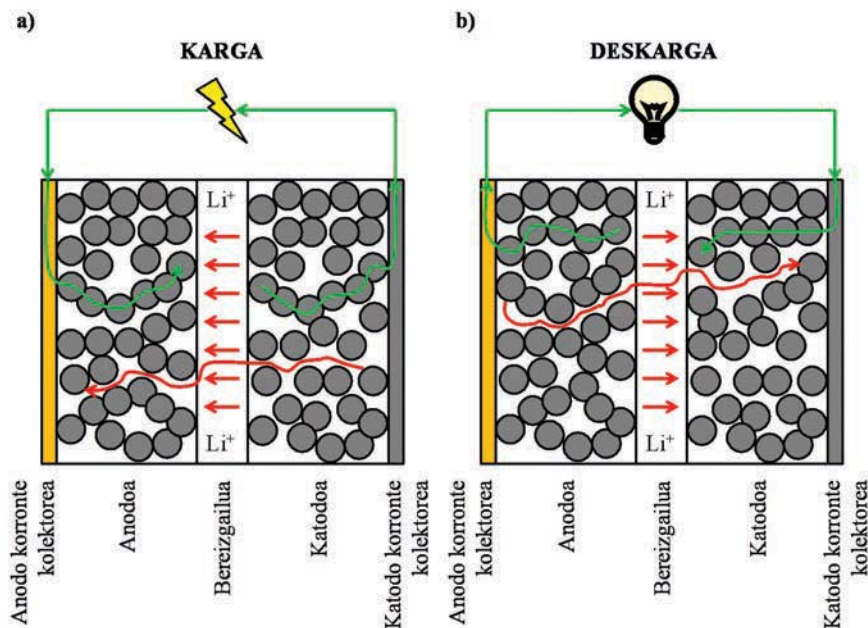 a)
KARGA
Li⁺
Li⁺
Anodo korronte
kolektorea
Anodoa
Bereizgailua
Katodoa
Katodo korronte
kolektorea
b)
DESKARGA
Li⁺
Li⁺
Anodo korronte
kolektorea
Anodoa
Bereizgailua
Katodoa
Katodo korronte
kolektorea